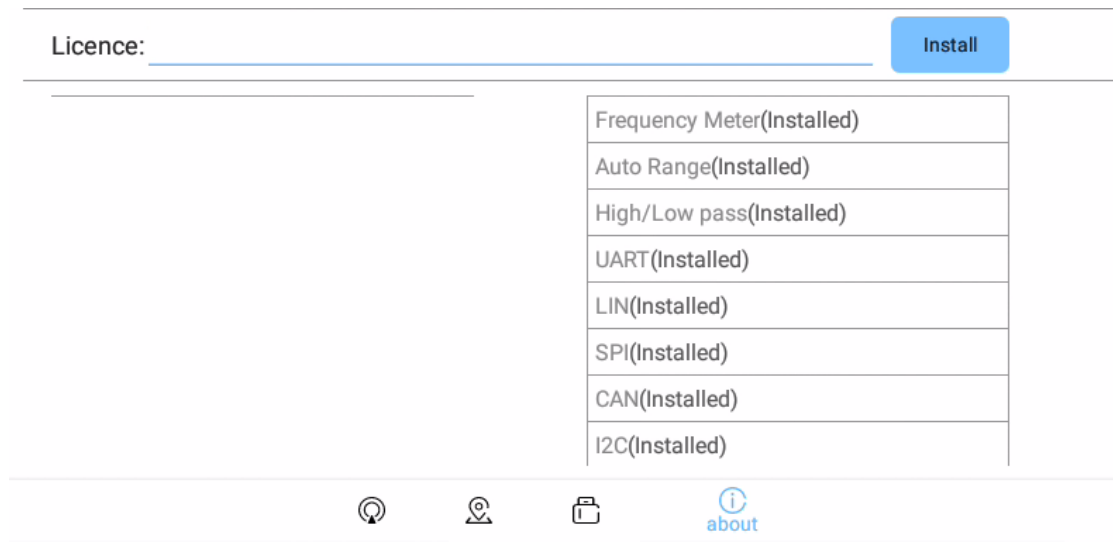 Licence:
Install
Frequency Meter(Installed)
Auto Range(Installed)
High/Low pass(Installed)
UART(Installed)
LIN(Installed)
SPI(Installed)
CAN(Installed)
I2C(Installed)
about